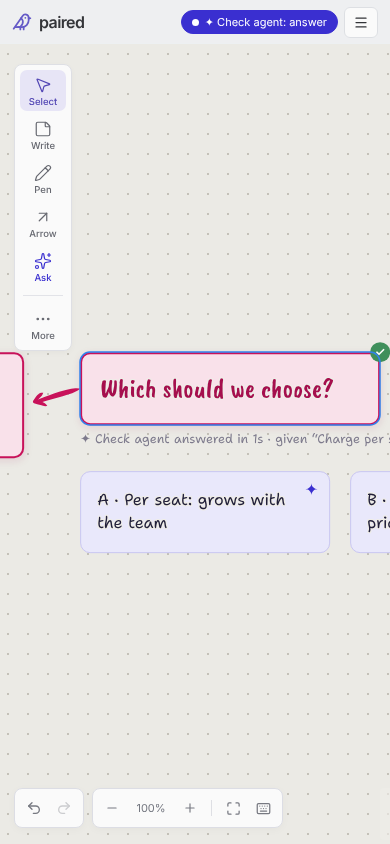 paired
✦ Check agent: answer
Select
Write
Pen
Arrow
Ask
More
Which should we choose?
✦ Check agent answered in 1s · given “Charge per
A · Per seat: grows with
the team
B ·
100%